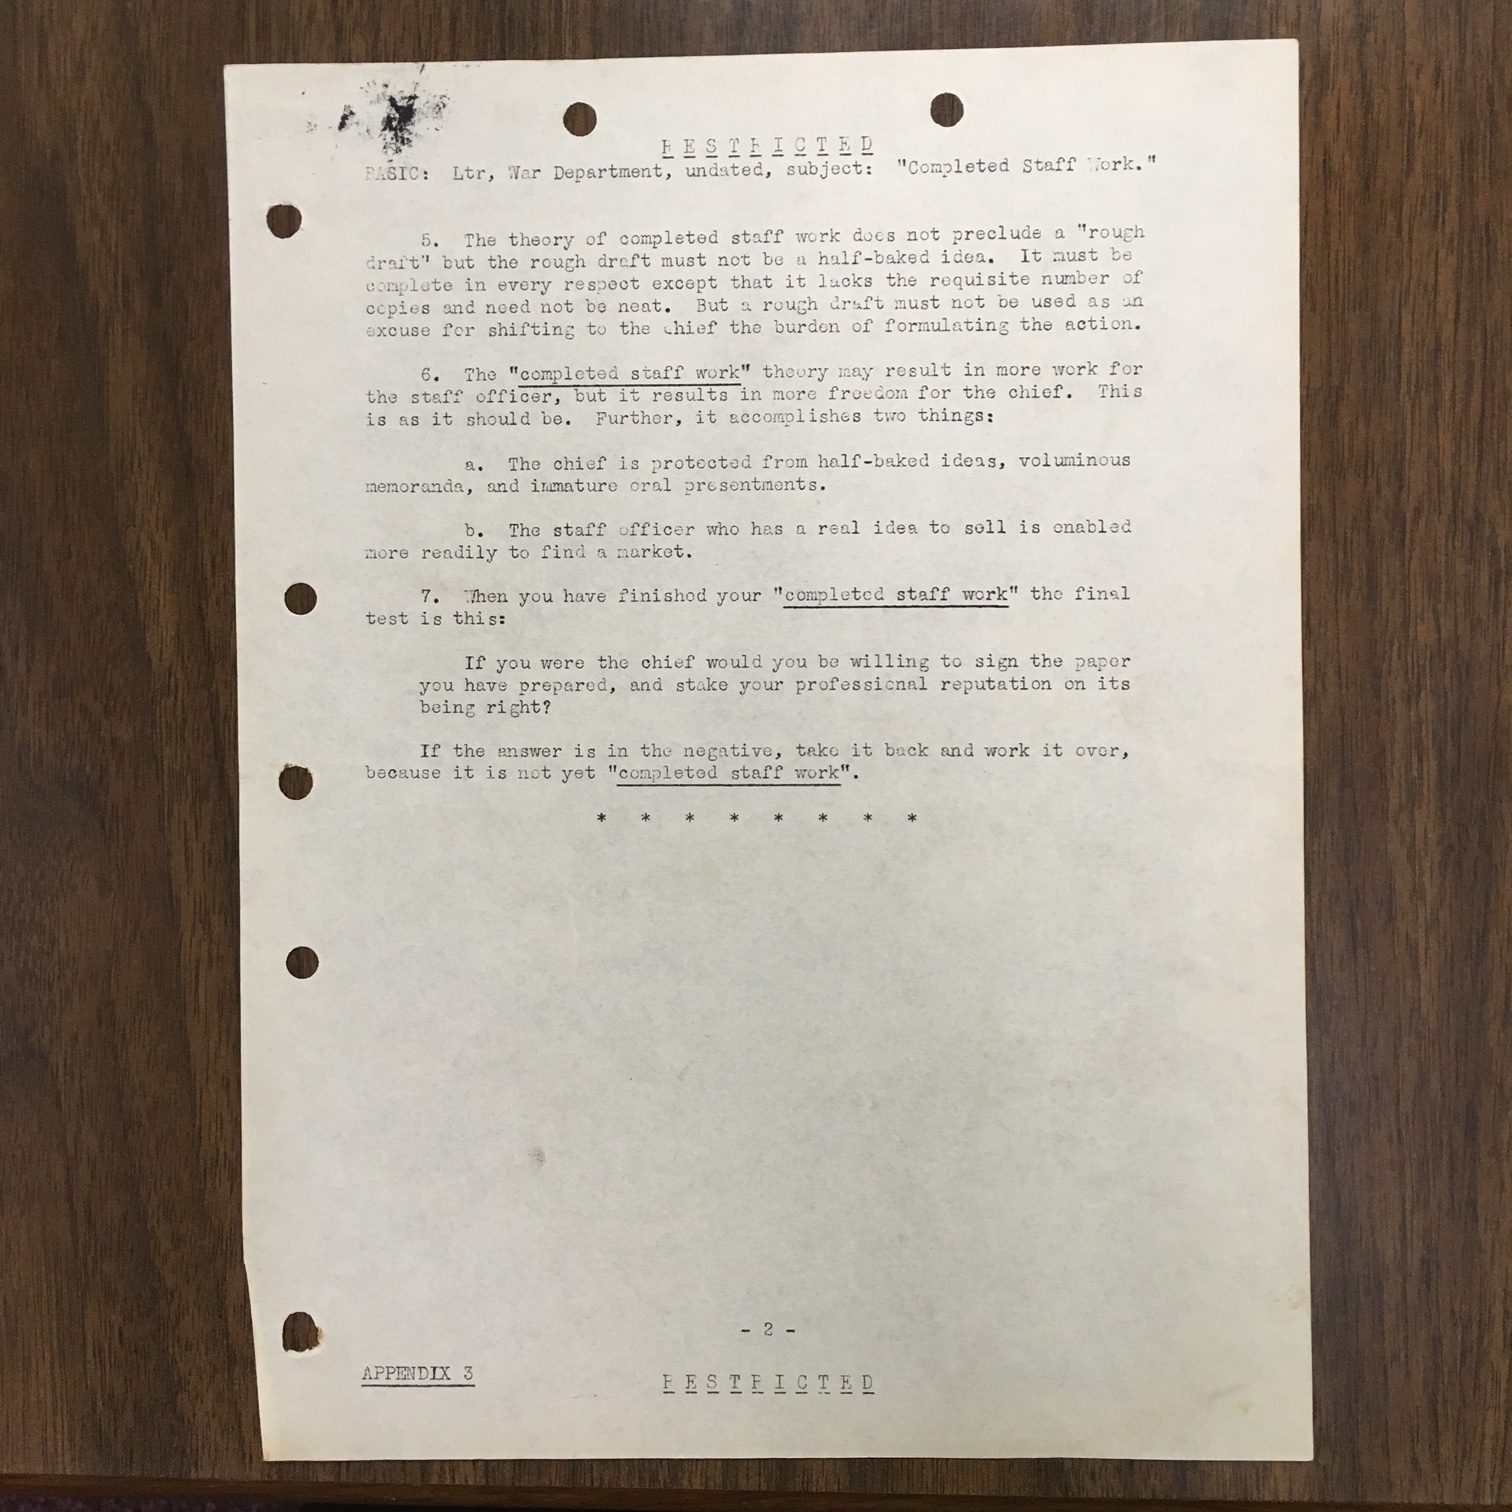 R E S T R I C T E D
BASIC: Ltr, War Department, undated, subject: "Completed Staff Work."
5. The theory of completed staff work does not preclude a "rough
draft" but the rough draft must not be a half-baked idea. It must be
complete in every respect except that it lacks the requisite number of
copies and need not be neat. But a rough draft must not be used as an
excuse for shifting to the chief the burden of formulating the action.
6. The "completed staff work" theory may result in more work for
the staff officer, but it results in more freedom for the chief. This
is as it should be. Further, it accomplishes two things:
a. The chief is protected from half-baked ideas, voluminous
memoranda, and immature oral presentments.
b. The staff officer who has a real idea to sell is enabled
more readily to find a market.
7. When you have finished your "completed staff work" the final
test is this:
If you were the chief would you be willing to sign the paper
you have prepared, and stake your professional reputation on its
being right?
If the answer is in the negative, take it back and work it over,
because it is not yet "completed staff work".
* * * * * * * *
- 2 -
APPENDIX 3
R E S T R I C T E D